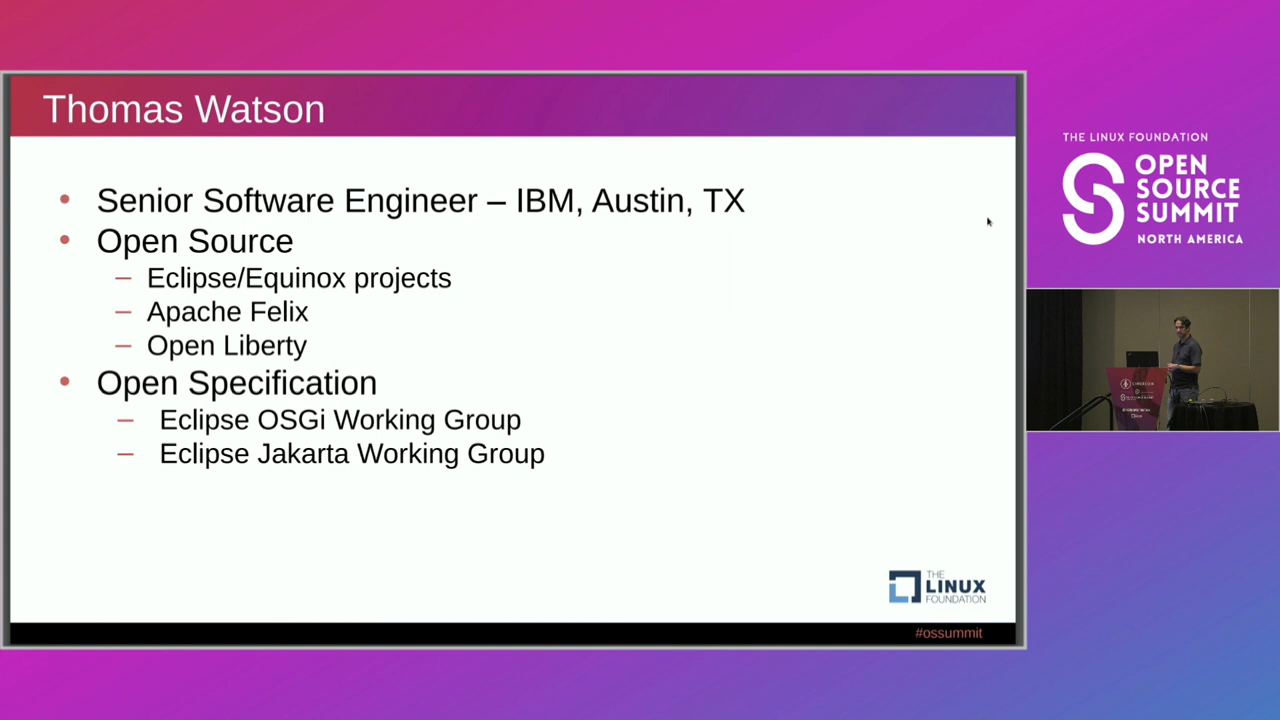 Thomas Watson
• Senior Software Engineer – IBM, Austin, TX
• Open Source
– Eclipse/Equinox projects
– Apache Felix
– Open Liberty
• Open Specification
– Eclipse OSGi Working Group
– Eclipse Jakarta Working Group
THE
LINUX
FOUNDATION
#ossummit
THE LINUX FOUNDATION
OPEN
SOURCE
SUMMIT
NORTH AMERICA